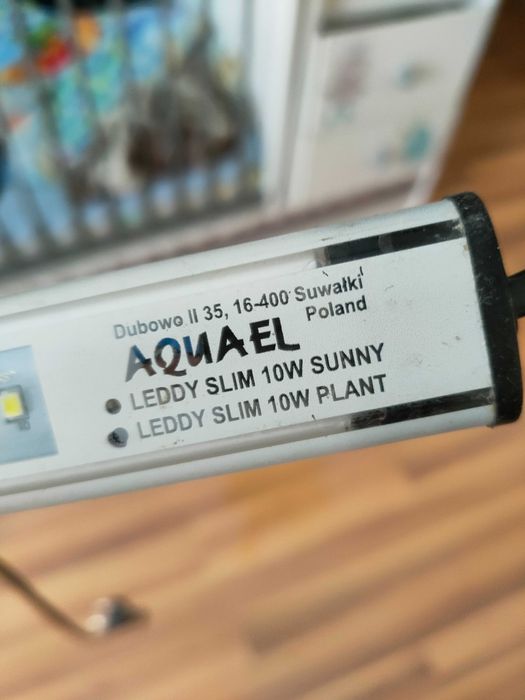 Dubowo II 35, 16-400 Suwałki
Poland
AQUAEL
LEDDY SLIM 10W SUNNY
LEDDY SLIM 10W PLANT